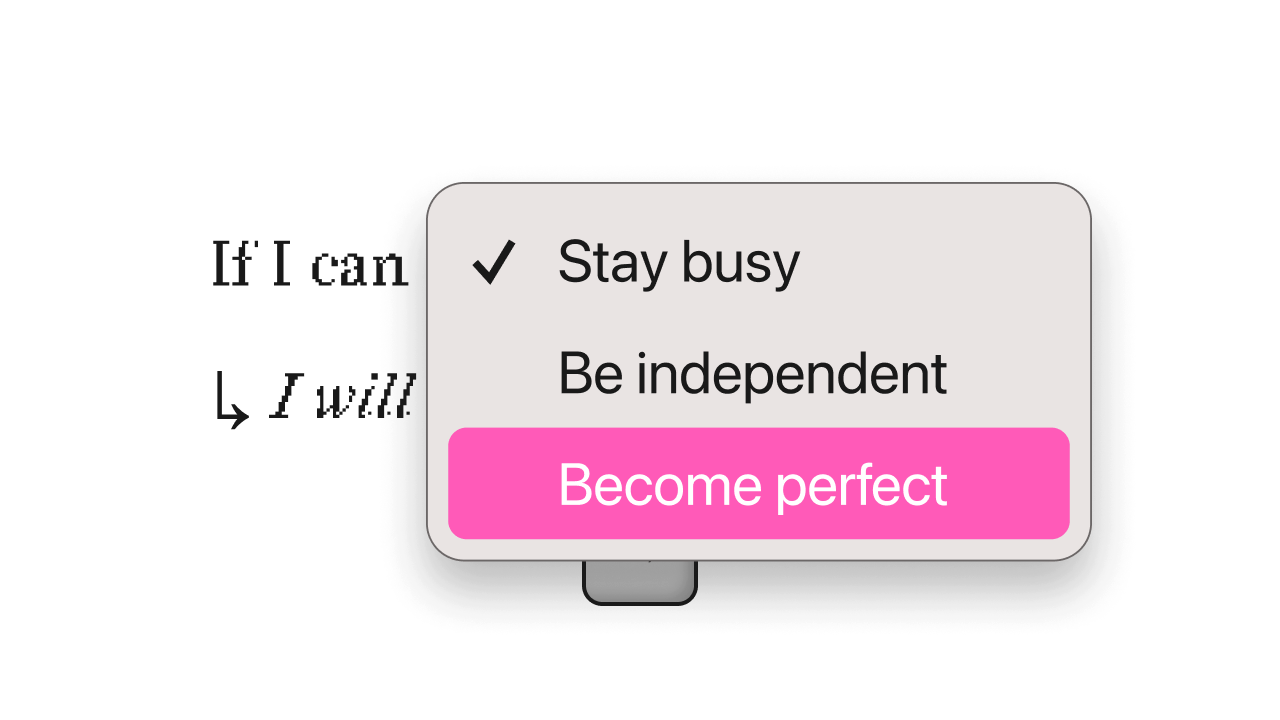 If I can
Stay busy
Be independent
↳ I will
Become perfect